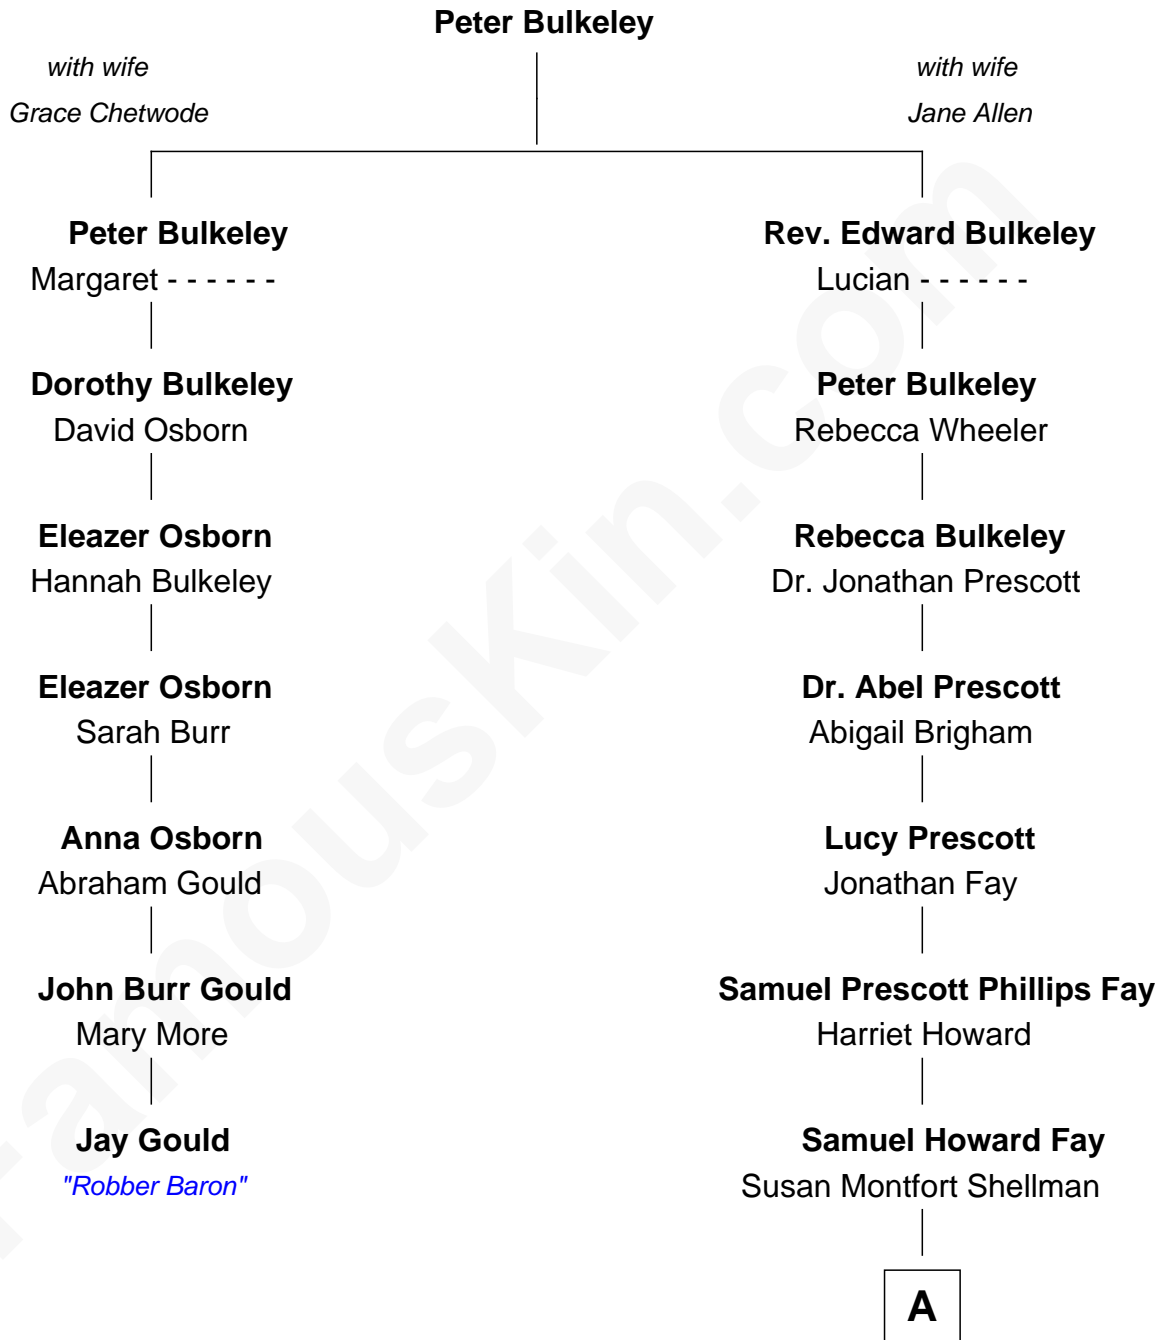 Peter Bulkeley
with wife
Grace Chetwode
with wife
Jane Allen
Peter Bulkeley
Margaret - - - - - -
Rev. Edward Bulkeley
Lucian - - - - - -
Dorothy Bulkeley
David Osborn
Peter Bulkeley
Rebecca Wheeler
Eleazer Osborn
Hannah Bulkeley
Rebecca Bulkeley
Dr. Jonathan Prescott
Eleazer Osborn
Sarah Burr
Dr. Abel Prescott
Abigail Brigham
Anna Osborn
Abraham Gould
Lucy Prescott
Jonathan Fay
John Burr Gould
Mary More
Samuel Prescott Phillips Fay
Harriet Howard
Jay Gould
"Robber Baron"
Samuel Howard Fay
Susan Montfort Shellman
A
FamousKin.com